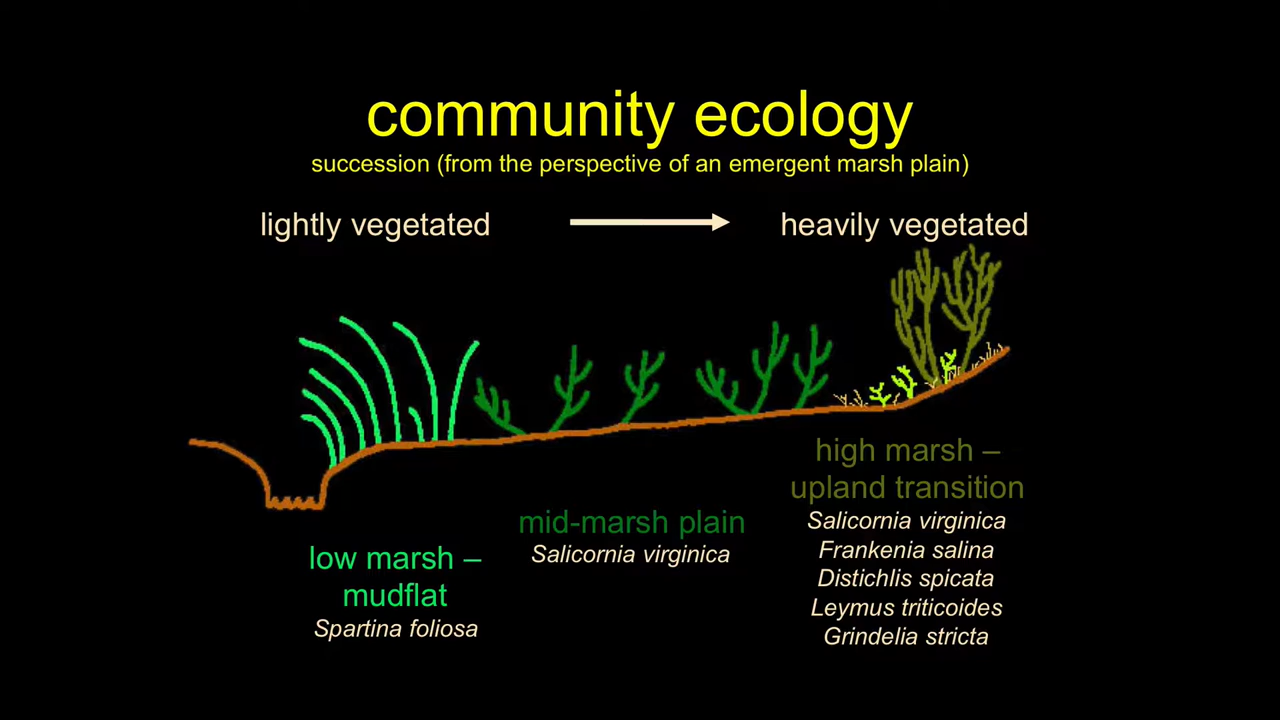 community ecology
succession (from the perspective of an emergent marsh plain)
lightly vegetated
heavily vegetated
low marsh –
mudflat
Spartina foliosa
mid-marsh plain
Salicornia virginica
high marsh –
upland transition
Salicornia virginica
Frankenia salina
Distichlis spicata
Leymus triticoides
Grindelia stricta